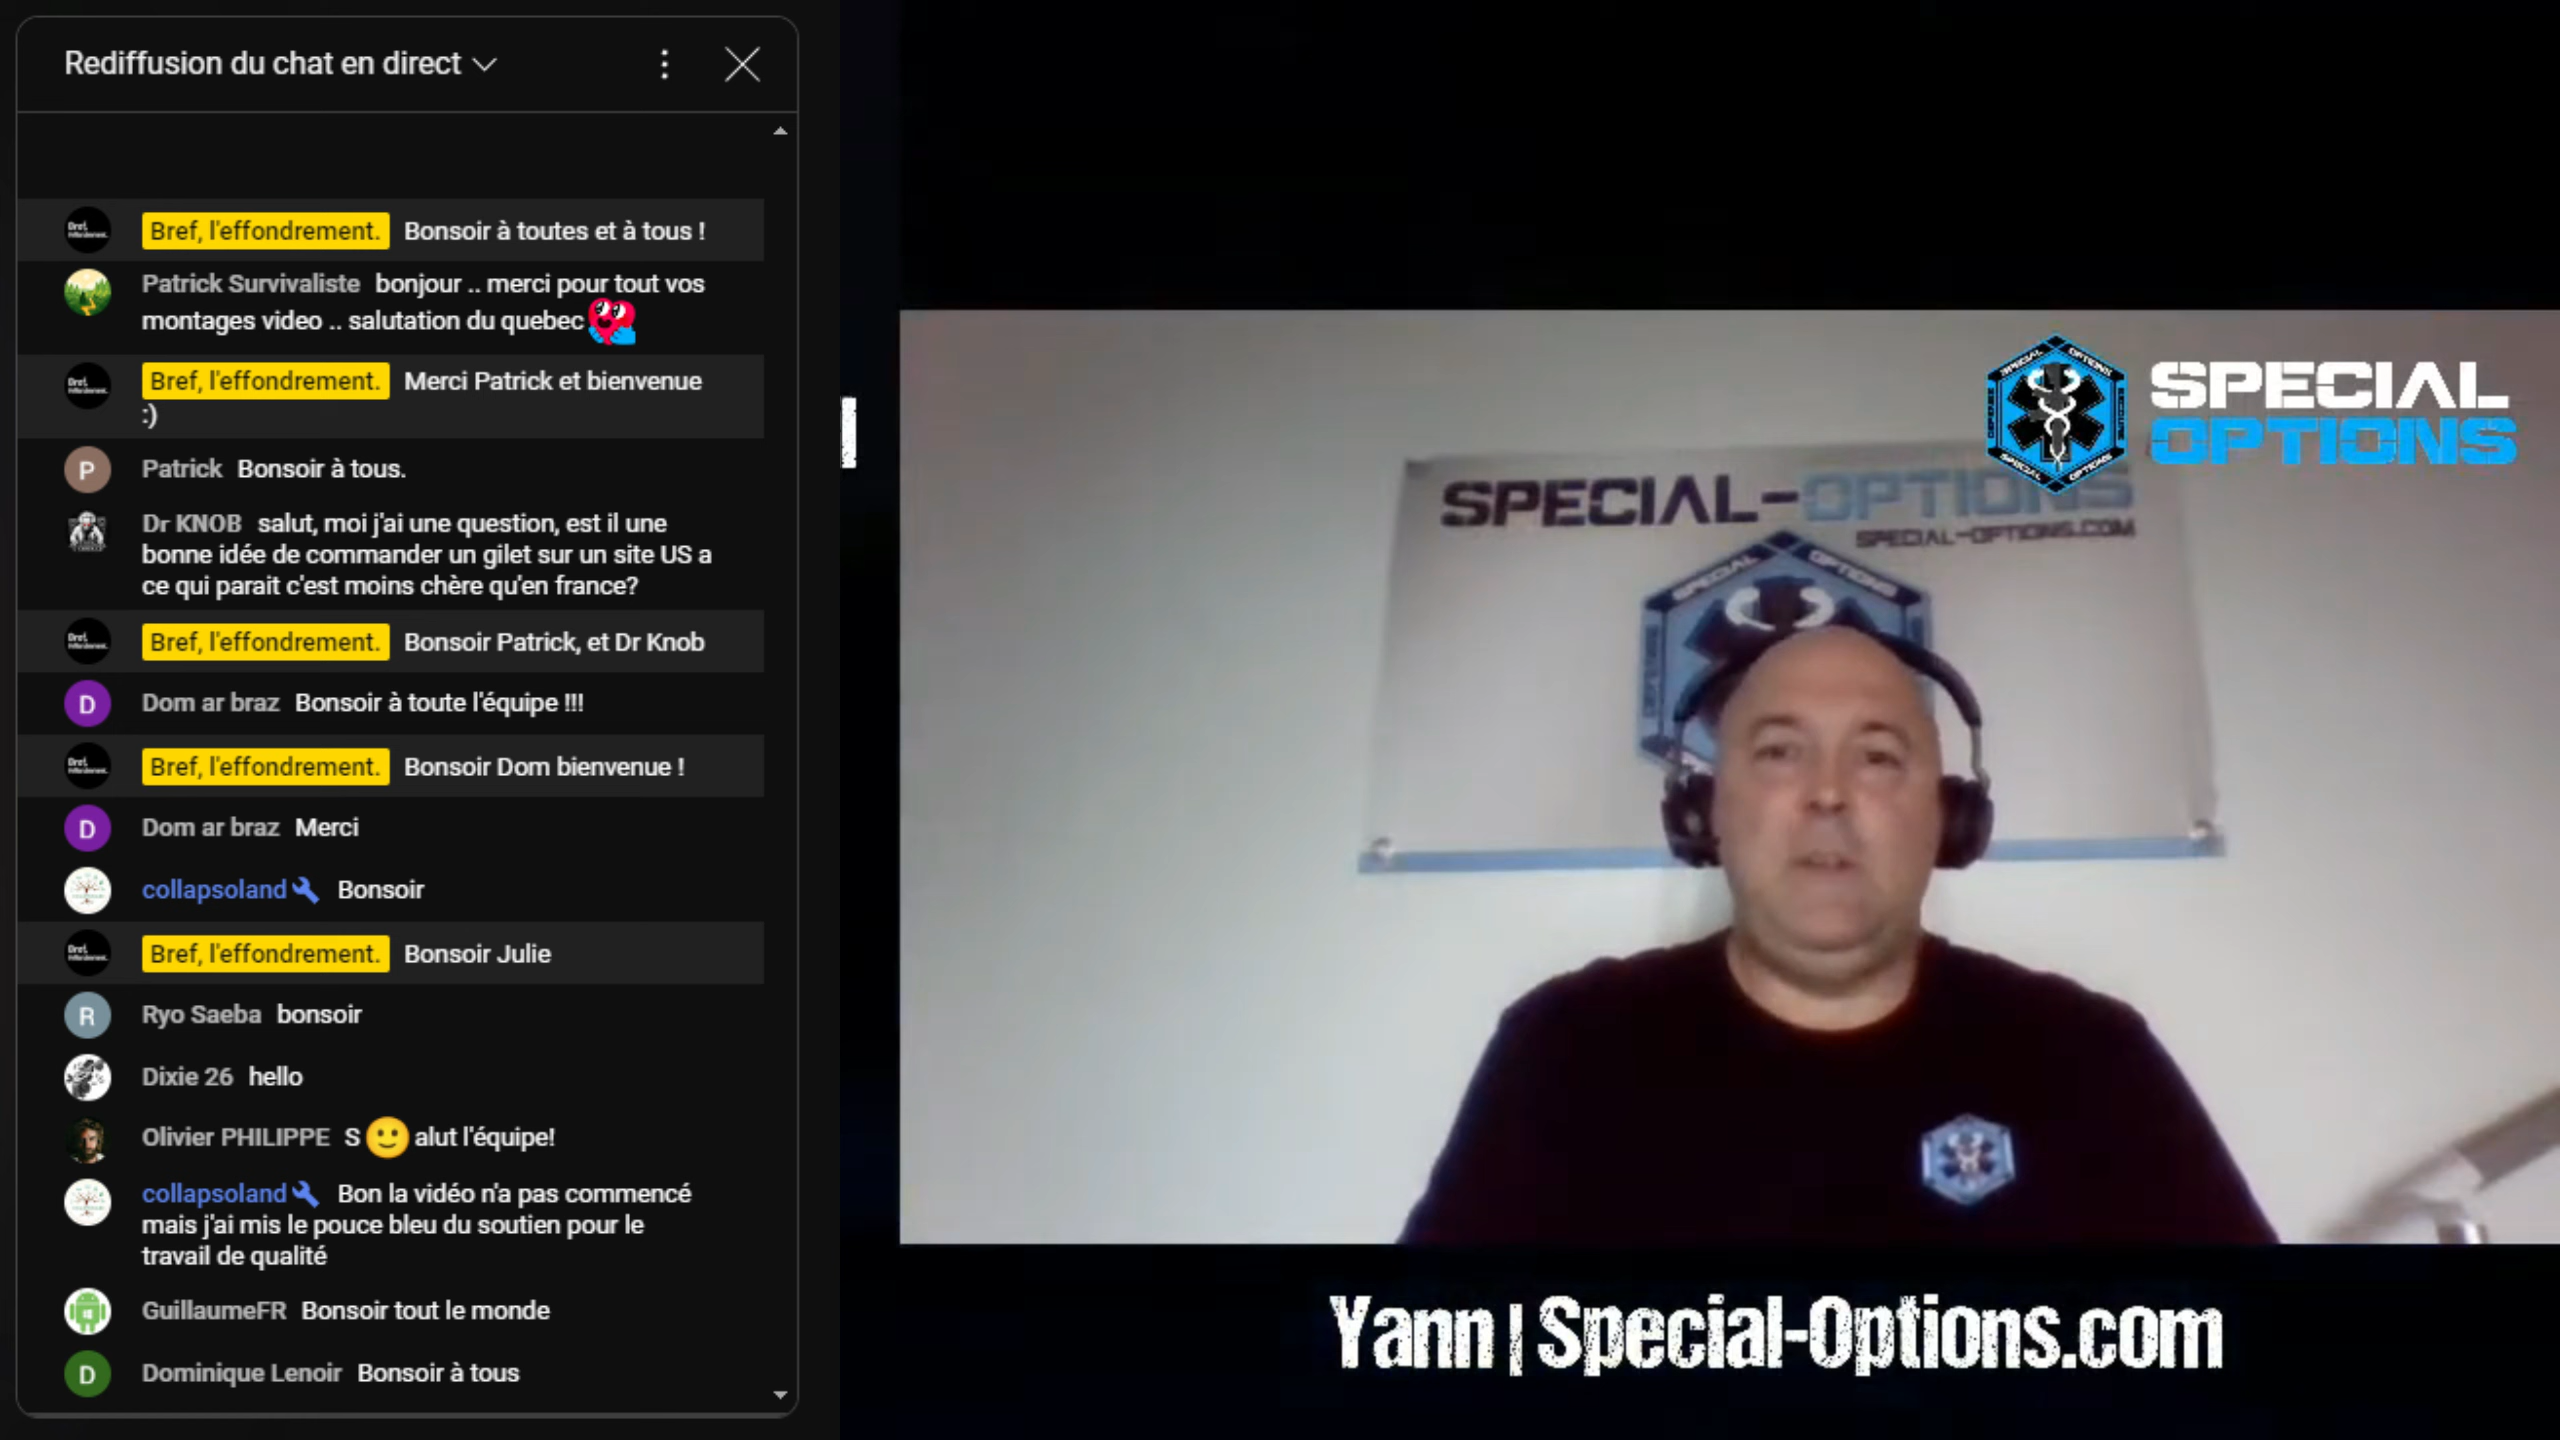 Rediffusion du chat en direct
Bref, l'effondrement. Bonsoir à toutes et à tous !
Patrick Survivaliste bonjour .. merci pour tout vos
montages video .. salutation du quebec
Bref, l'effondrement. Merci Patrick et bienvenue
:)
P Patrick Bonsoir à tous.
Dr KNOB salut, moi j'ai une question, est il une
bonne idée de commander un gilet sur un site US a
ce qui parait c'est moins chère qu'en france?
Bref, l'effondrement. Bonsoir Patrick, et Dr Knob
D Dom ar braz Bonsoir à toute l'équipe !!!
Bref, l'effondrement. Bonsoir Dom bienvenue !
D Dom ar braz Merci
collapsoland Bonsoir
Bref, l'effondrement. Bonsoir Julie
R Ryo Saeba bonsoir
Dixie 26 hello
Olivier PHILIPPE S🙂alut l'équipe!
collapsoland Bon la vidéo n'a pas commencé
mais j'ai mis le pouce bleu du soutien pour le
travail de qualité
GuillaumeFR Bonsoir tout le monde
D Dominique Lenoir Bonsoir à tous
SPECIAL
OPTIONS
SPECIAL OPTIONS
SPECIAL OPTIONS
SPECIAL-OPTIONS
SPECIAL-OPTIONS.COM
SPECIAL OPTIONS
Yann | Special-Options.com